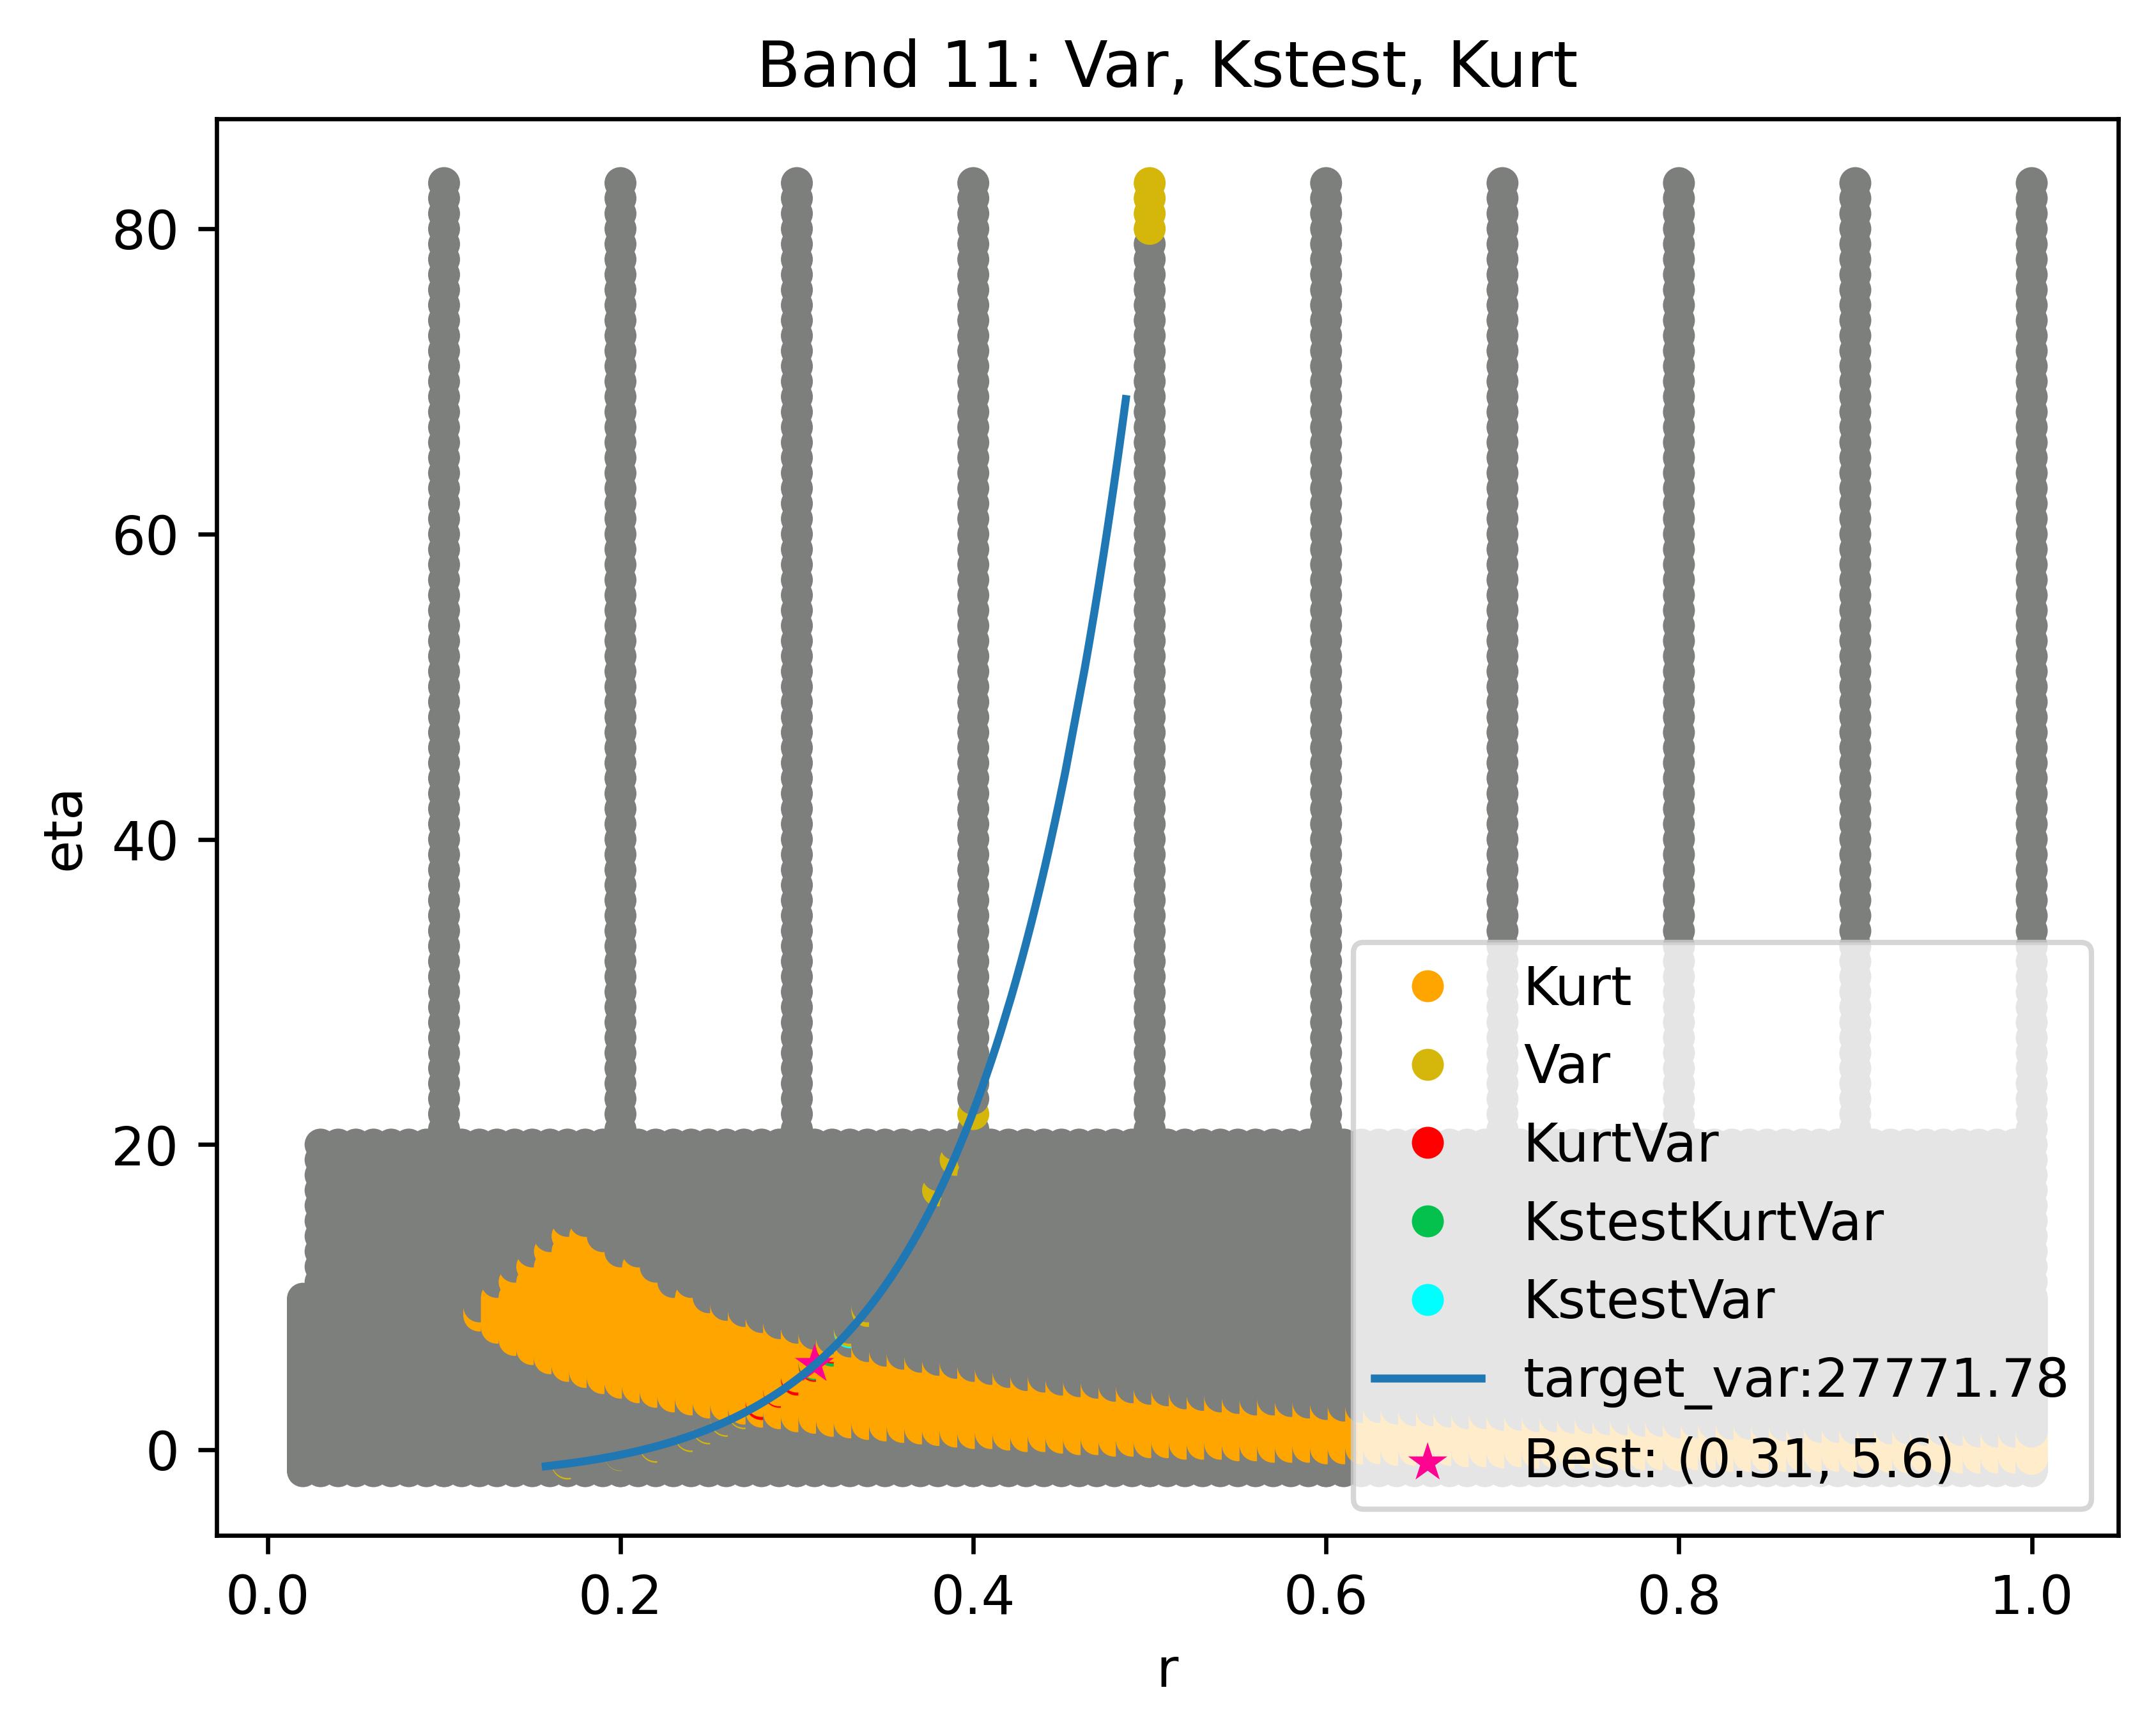 Band 11: Var, Kstest, Kurt
eta
80
60
40
20
0
Kurt
Var
KurtVar
KstestKurtVar
KstestVar
target_var:27771.78
Best: (0.31, 5.6)
0.0 0.2 0.4 0.6 0.8 1.0
r